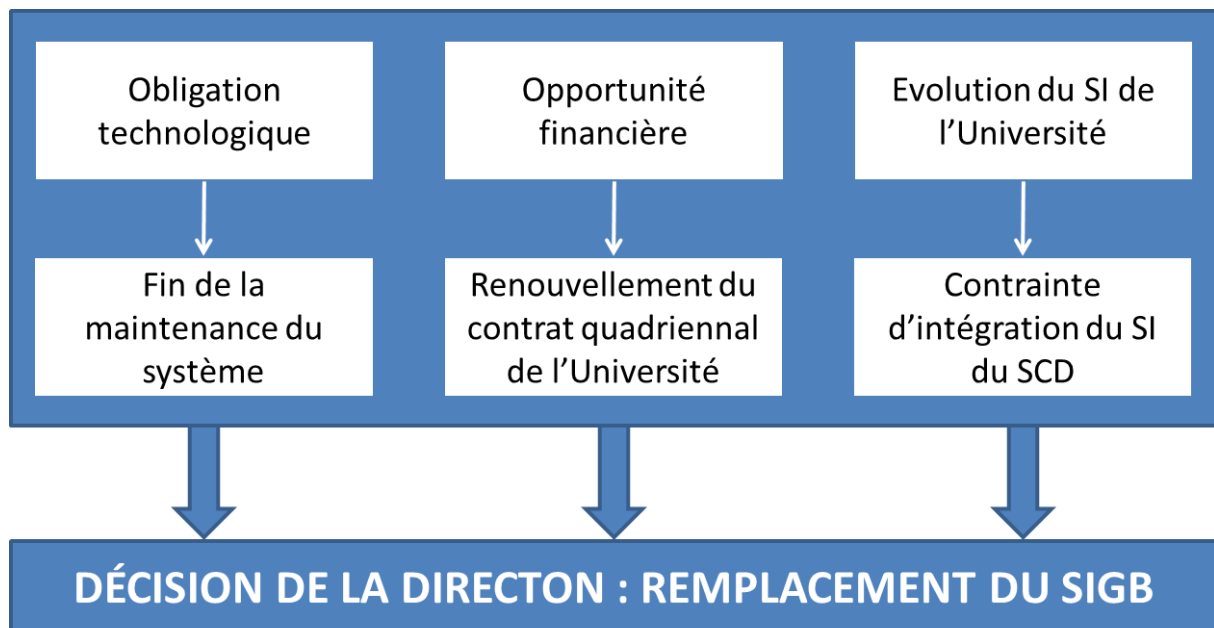 Obligation
technologique
Opportunité
financière
Evolution du SI de
l’Université
Fin de la
maintenance du
système
Renouvellement du
contrat quadriennal
de l’Université
Contrainte
d’intégration du SI
du SCD
DÉCISION DE LA DIRECTON : REMPLACEMENT DU SIGB